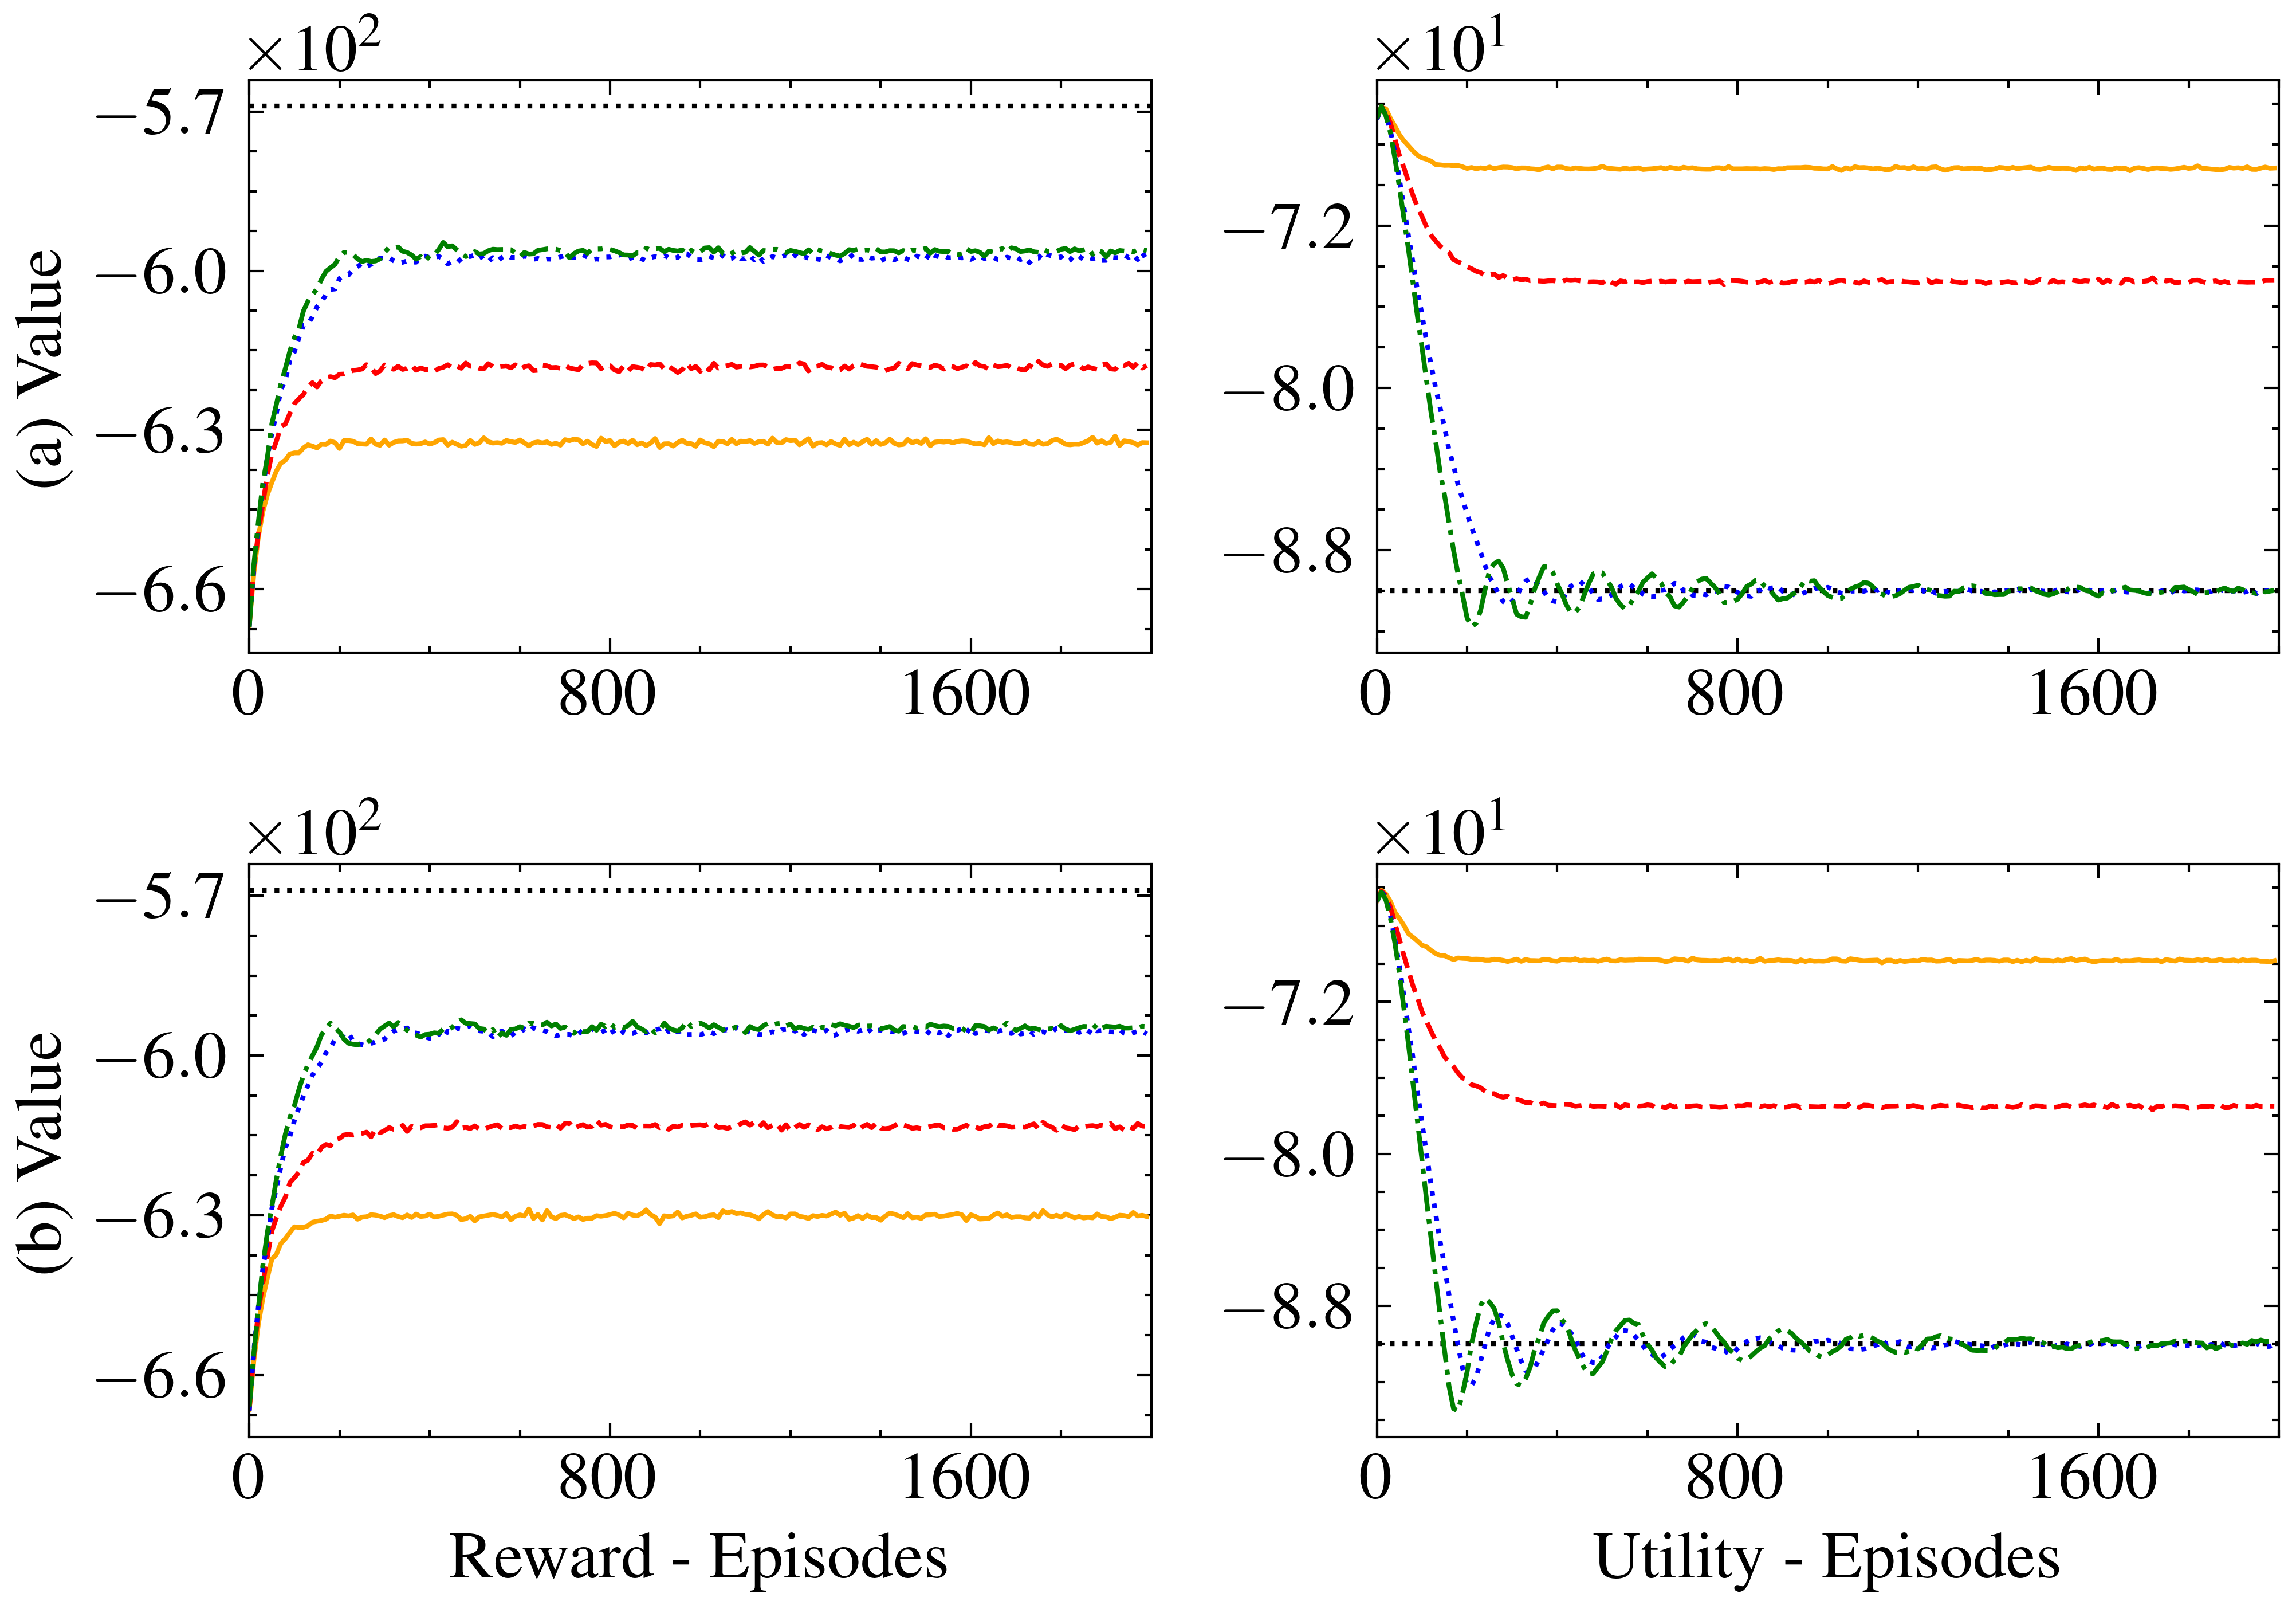 ×10²
−5.7
−6.0
−6.3
−6.6
(a) Value
0 800 1600
×10¹
−7.2
−8.0
−8.8
0 800 1600
×10²
−5.7
−6.0
−6.3
−6.6
(b) Value
0 800 1600
Reward - Episodes
×10¹
−7.2
−8.0
−8.8
0 800 1600
Utility - Episodes